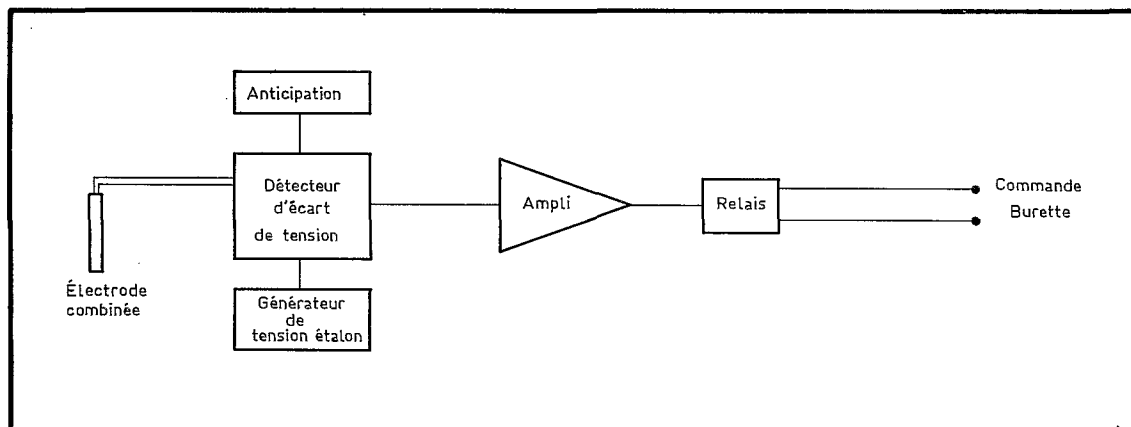 Anticipation
Détecteur
d'écart
de tension
Ampli
Relais
Commande
Burette
Électrode
combinée
Générateur
de
tension étalon